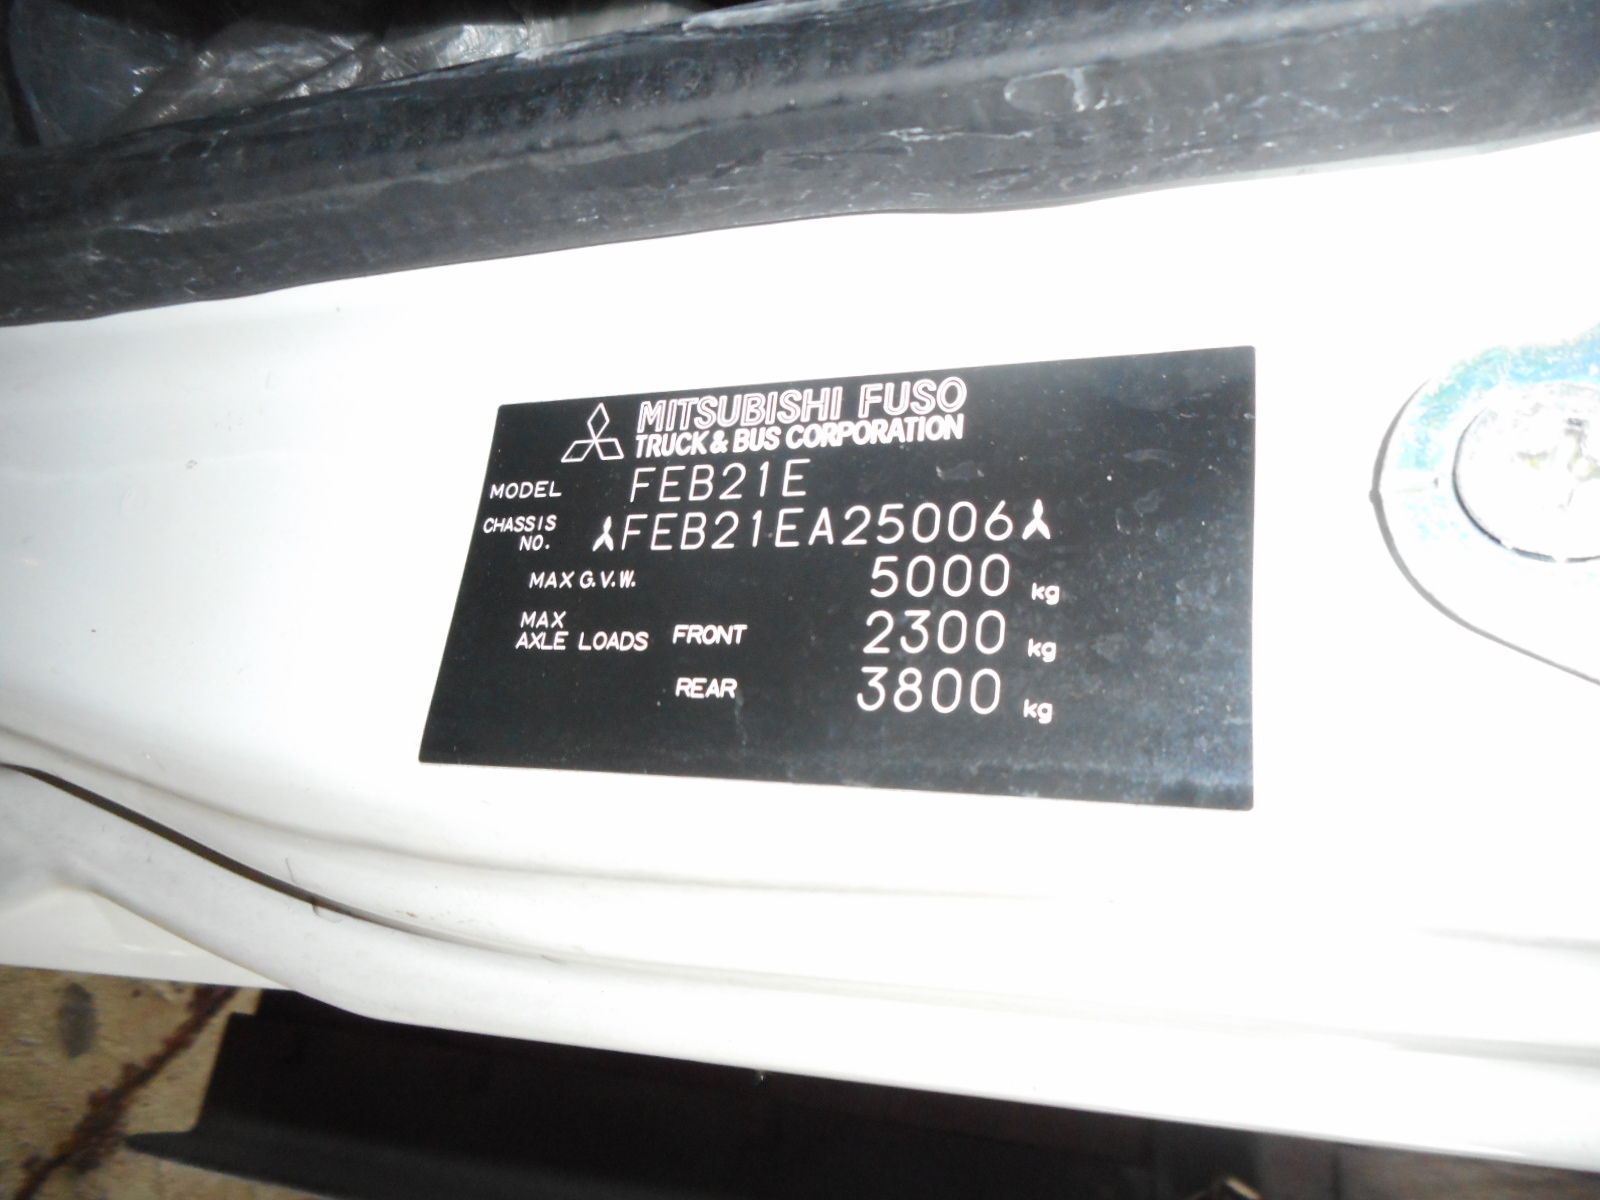 MITSUBISHI FUSO
TRUCK & BUS CORPORATION
MODEL FEB21E
CHASSIS NO. FEB21EA25006
MAX G.V.W. 5000 kg
MAX AXLE LOADS FRONT 2300 kg
REAR 3800 kg